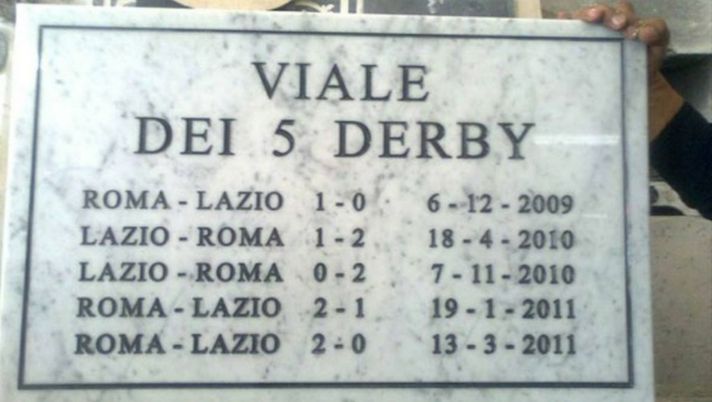 VIALE
DEI 5 DERBY
ROMA - LAZIO 1 - 0 6 - 12 - 2009
LAZIO - ROMA 1 - 2 18 - 4 - 2010
LAZIO - ROMA 0 - 2 7 - 11 - 2010
ROMA - LAZIO 2 - 1 19 - 1 - 2011
ROMA - LAZIO 2 - 0 13 - 3 - 2011